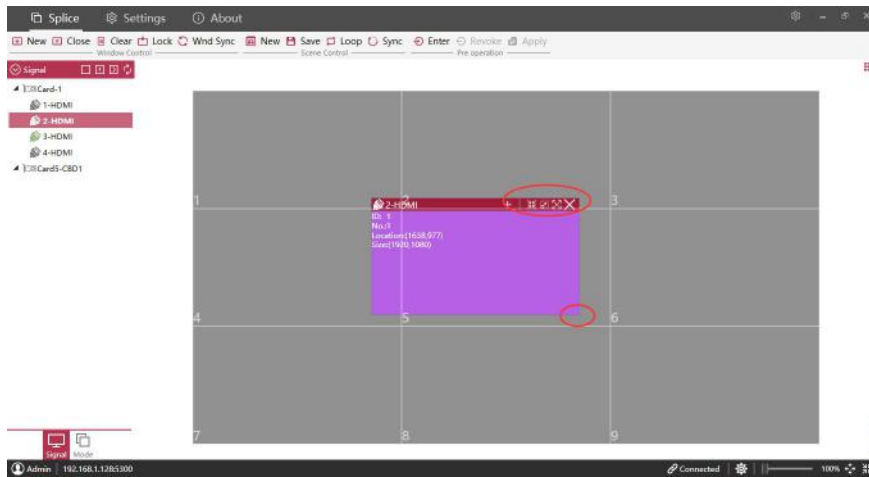 Splice Settings About
New Close Clear Lock Wnd Sync New Save Loop Sync Enter Revoke Apply
Window Control Scene Control Pre operation
Signal
Card-1
1-HDMI
2-HDMI
3-HDMI
4-HDMI
Card5-CBD1
1 2 3
2-HDMI
ID: 1
No.:1
Location:(1658,977)
Size:(1920,1080)
4 5 6
7 8 9
Signal Mode
Admin 192.168.1.128:5300 Connected 100%